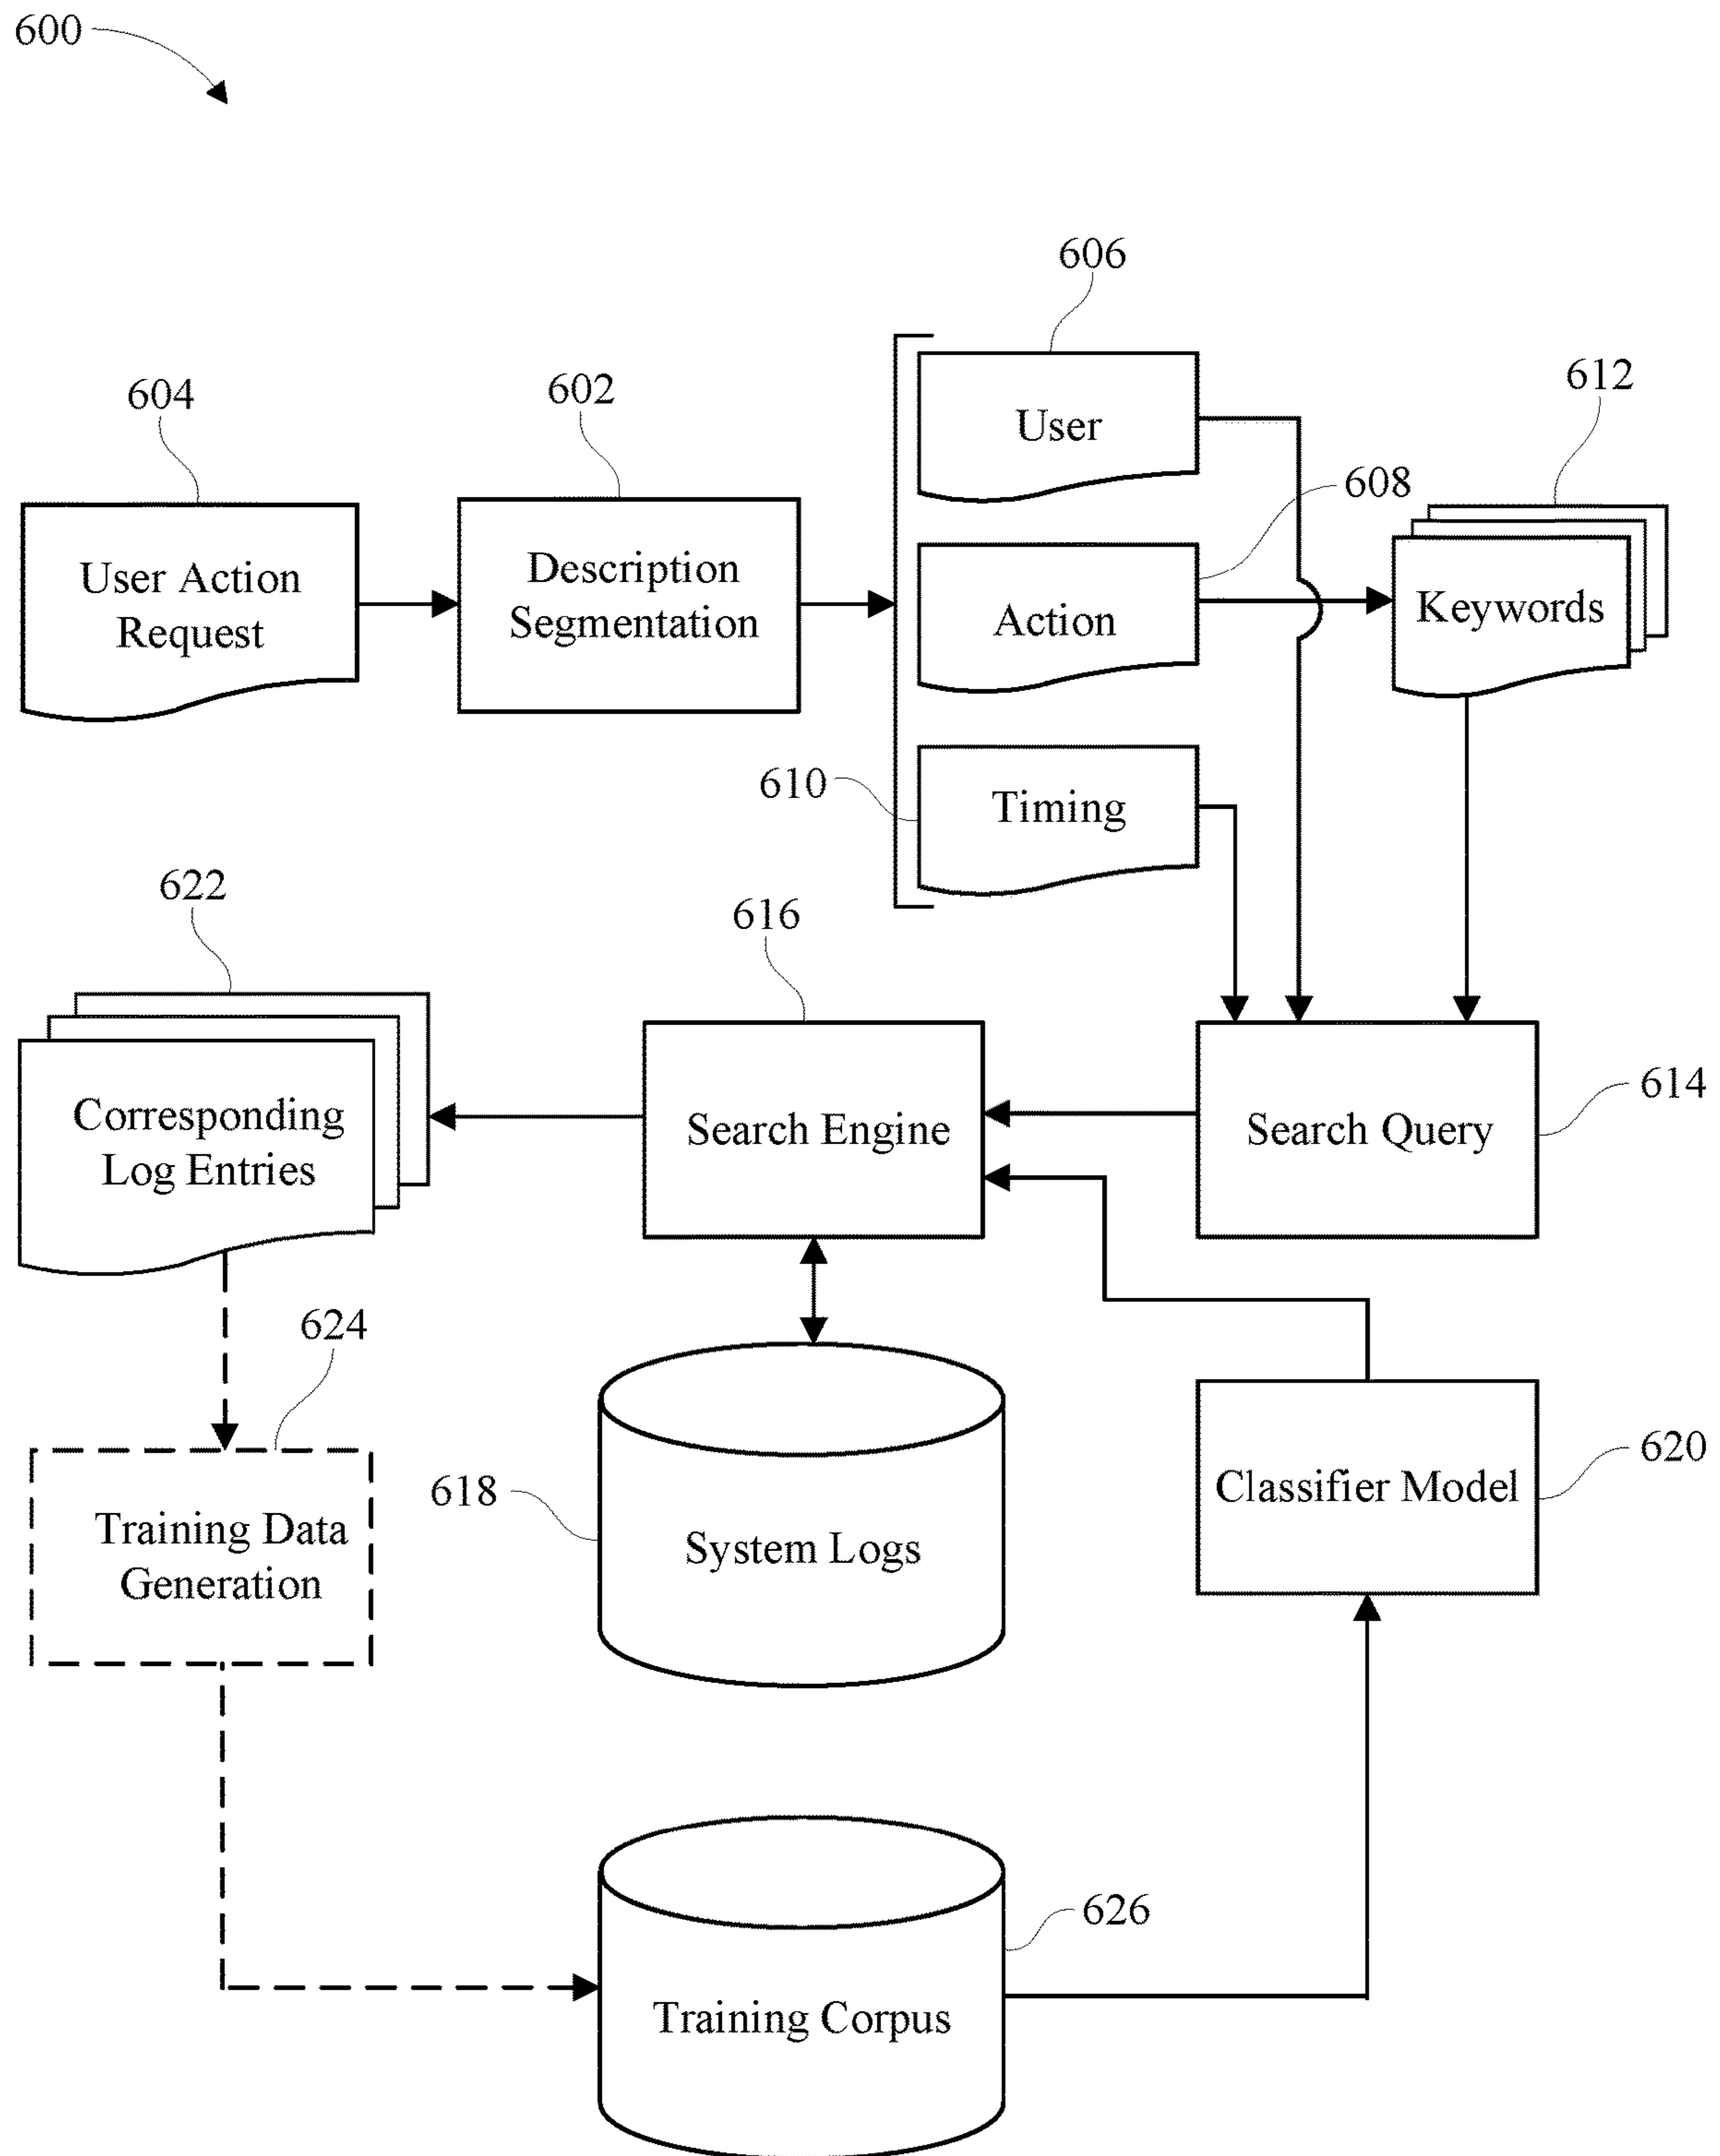 600
606
612
604
602
User
608
User Action
Request
Description
Segmentation
Action
Keywords
610
Timing
622
616
614
Corresponding
Log Entries
Search Engine
Search Query
624
620
618
Classifier Model
Training Data
Generation
System Logs
626
Training Corpus